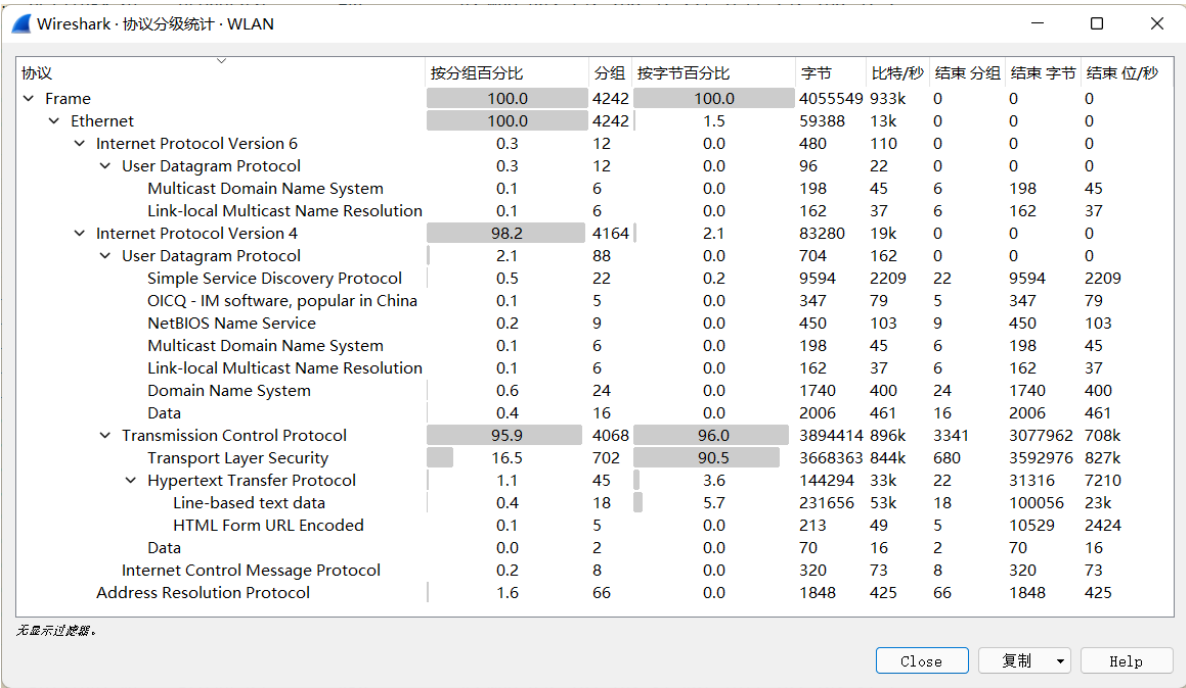 Wireshark · 协议分级统计 · WLAN
协议 按分组百分比 分组 按字节百分比 字节 比特/秒 结束 分组 结束 字节 结束 位/秒
Frame 100.0 4242 100.0 4055549 933k 0 0 0
Ethernet 100.0 4242 1.5 59388 13k 0 0 0
Internet Protocol Version 6 0.3 12 0.0 480 110 0 0 0
User Datagram Protocol 0.3 12 0.0 96 22 0 0 0
Multicast Domain Name System 0.1 6 0.0 198 45 6 198 45
Link-local Multicast Name Resolution 0.1 6 0.0 162 37 6 162 37
Internet Protocol Version 4 98.2 4164 2.1 83280 19k 0 0 0
User Datagram Protocol 2.1 88 0.0 704 162 0 0 0
Simple Service Discovery Protocol 0.5 22 0.2 9594 2209 22 9594 2209
OICQ - IM software, popular in China 0.1 5 0.0 347 79 5 347 79
NetBIOS Name Service 0.2 9 0.0 450 103 9 450 103
Multicast Domain Name System 0.1 6 0.0 198 45 6 198 45
Link-local Multicast Name Resolution 0.1 6 0.0 162 37 6 162 37
Domain Name System 0.6 24 0.0 1740 400 24 1740 400
Data 0.4 16 0.0 2006 461 16 2006 461
Transmission Control Protocol 95.9 4068 96.0 3894414 896k 3341 3077962 708k
Transport Layer Security 16.5 702 90.5 3668363 844k 680 3592976 827k
Hypertext Transfer Protocol 1.1 45 3.6 144294 33k 22 31316 7210
Line-based text data 0.4 18 5.7 231656 53k 18 100056 23k
HTML Form URL Encoded 0.1 5 0.0 213 49 5 10529 2424
Data 0.0 2 0.0 70 16 2 70 16
Internet Control Message Protocol 0.2 8 0.0 320 73 8 320 73
Address Resolution Protocol 1.6 66 0.0 1848 425 66 1848 425
无显示过滤器。
Close 复制 Help